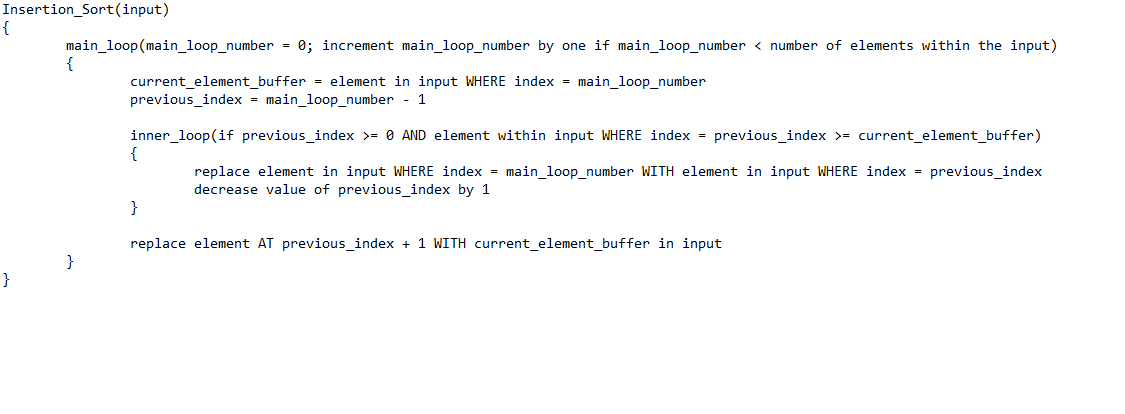 Insertion_Sort(input)
{
main_loop(main_loop_number = 0; increment main_loop_number by one if main_loop_number < number of elements within the input)
{
current_element_buffer = element in input WHERE index = main_loop_number
previous_index = main_loop_number - 1
inner_loop(if previous_index >= 0 AND element within input WHERE index = previous_index >= current_element_buffer)
{
replace element in input WHERE index = main_loop_number WITH element in input WHERE index = previous_index
decrease value of previous_index by 1
}
replace element AT previous_index + 1 WITH current_element_buffer in input
}
}